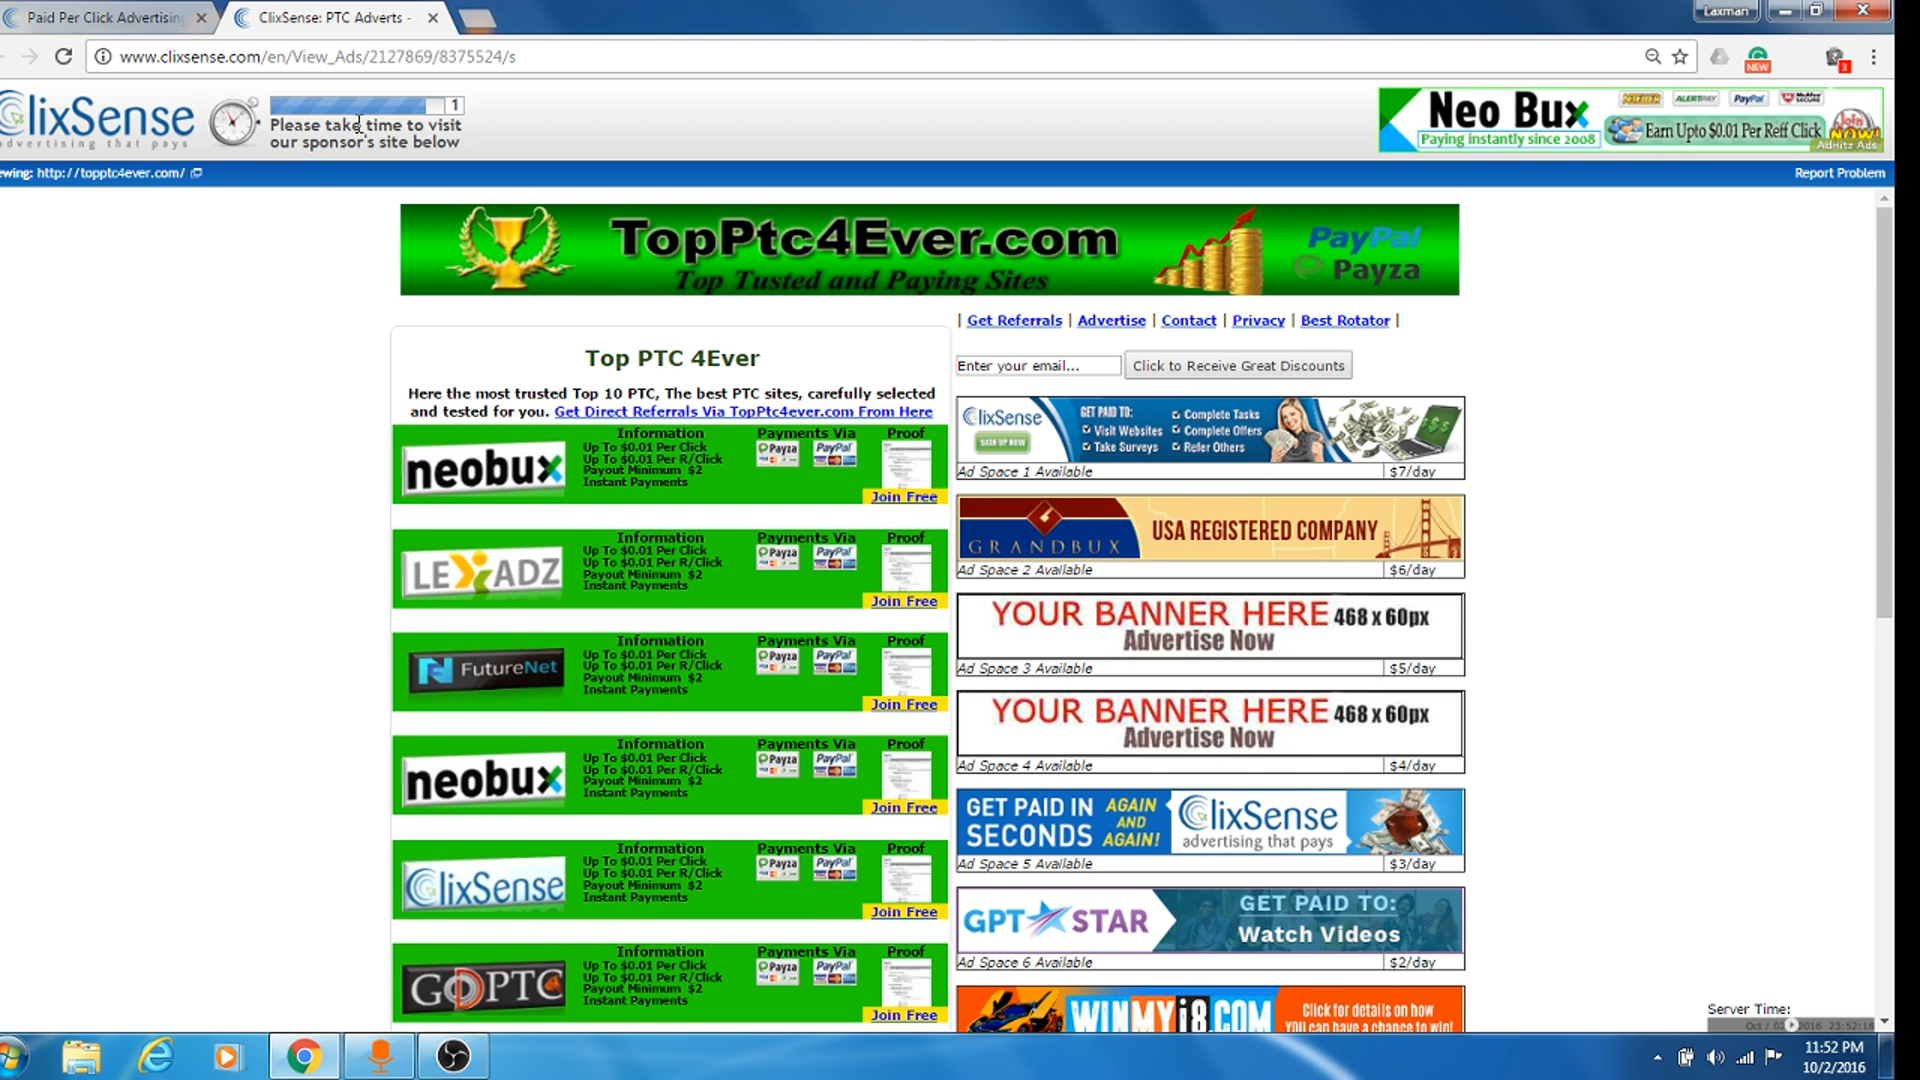 Paid Per Click Advertising
ClixSense: PTC Adverts -
Laxman
www.clixsense.com/en/View_Ads/2127869/8375524/s
NEW
3
ClixSense
advertising that pays
1
Please take time to visit
our sponsor's site below
Neo Bux
Paying instantly since 2008
ALERTPAY
PayPal
McAfee
SECURE
Earn Upto $0.01 Per Reff Click
Join
NOW!
AdHitz Ads
ewing: http://topptc4ever.com/
Report Problem
TopPtc4Ever.com
Top Tusted and Paying Sites
PayPal
Payza
| Get Referrals | Advertise | Contact | Privacy | Best Rotator |
Enter your email...
Click to Receive Great Discounts
Top PTC 4Ever
Here the most trusted Top 10 PTC, The best PTC sites, carefully selected
and tested for you. Get Direct Referrals Via TopPtc4ever.com From Here
neobux
Information
Up To $0.01 Per Click
Up To $0.01 Per R/Click
Payout Minimum $2
Instant Payments
Payments Via
Payza
PayPal
Proof
Join Free
LEXiADZ
Information
Up To $0.01 Per Click
Up To $0.01 Per R/Click
Payout Minimum $2
Instant Payments
Payments Via
Payza
PayPal
Proof
Join Free
FutureNet
Information
Up To $0.01 Per Click
Up To $0.01 Per R/Click
Payout Minimum $2
Instant Payments
Payments Via
Payza
PayPal
Proof
Join Free
neobux
Information
Up To $0.01 Per Click
Up To $0.01 Per R/Click
Payout Minimum $2
Instant Payments
Payments Via
Payza
PayPal
Proof
Join Free
ClixSense
Information
Up To $0.01 Per Click
Up To $0.01 Per R/Click
Payout Minimum $2
Instant Payments
Payments Via
Payza
PayPal
Proof
Join Free
GOPTC
Information
Up To $0.01 Per Click
Up To $0.01 Per R/Click
Payout Minimum $2
Instant Payments
Payments Via
Payza
PayPal
Proof
Join Free
ClixSense
SIGN UP NOW
GET PAID TO:
Visit Websites
Take Surveys
Complete Tasks
Complete Offers
Refer Others
Ad Space 1 Available
$7/day
GRANDBUX
USA REGISTERED COMPANY
Ad Space 2 Available
$6/day
YOUR BANNER HERE 468 x 60px
Advertise Now
Ad Space 3 Available
$5/day
YOUR BANNER HERE 468 x 60px
Advertise Now
Ad Space 4 Available
$4/day
GET PAID IN
SECONDS
AGAIN
AND
AGAIN!
ClixSense
advertising that pays
Ad Space 5 Available
$3/day
GPT STAR
GET PAID TO:
Watch Videos
Ad Space 6 Available
$2/day
WINMYi8.COM
Click for details on how
YOU can have a chance to win!
Server Time:
2016 23:52:18
11:52 PM
10/2/2016